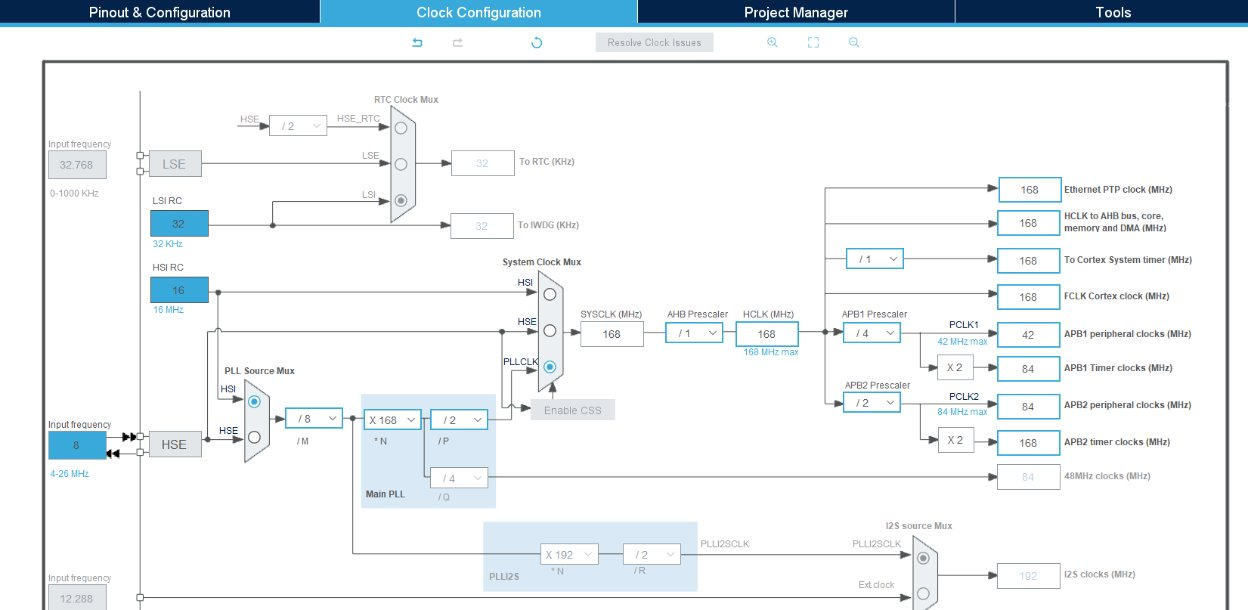 Pinout & Configuration
Clock Configuration
Project Manager
Tools
Resolve Clock Issues
RTC Clock Mux
HSE
/ 2
HSE_RTC
Input frequency
32.768
0-1000 KHz
LSE
LSE
32
To RTC (KHz)
LSI RC
LSI
32
32 KHz
32
To IWDG (KHz)
HSI RC
16
16 MHz
System Clock Mux
HSI
HSE
PLLCLK
SYSCLK (MHz)
168
AHB Prescaler
/ 1
HCLK (MHz)
168
168 MHz max
168
Ethernet PTP clock (MHz)
168
HCLK to AHB bus, core,
memory and DMA (MHz)
/ 1
168
To Cortex System timer (MHz)
168
FCLK Cortex clock (MHz)
APB1 Prescaler
/ 4
PCLK1
42 MHz max
42
APB1 peripheral clocks (MHz)
X 2
84
APB1 Timer clocks (MHz)
APB2 Prescaler
/ 2
PCLK2
84 MHz max
84
APB2 peripheral clocks (MHz)
X 2
168
APB2 timer clocks (MHz)
PLL Source Mux
HSI
HSE
Input frequency
8
4-26 MHz
HSE
/ 8
/ M
X 168
* N
/ 2
/ P
Enable CSS
/ 4
/ Q
Main PLL
84
48MHz clocks (MHz)
X 192
* N
/ 2
/ R
PLLI2S
PLLI2SCLK
I2S source Mux
PLLI2SCLK
Ext.clock
192
I2S clocks (MHz)
Input frequency
12.288